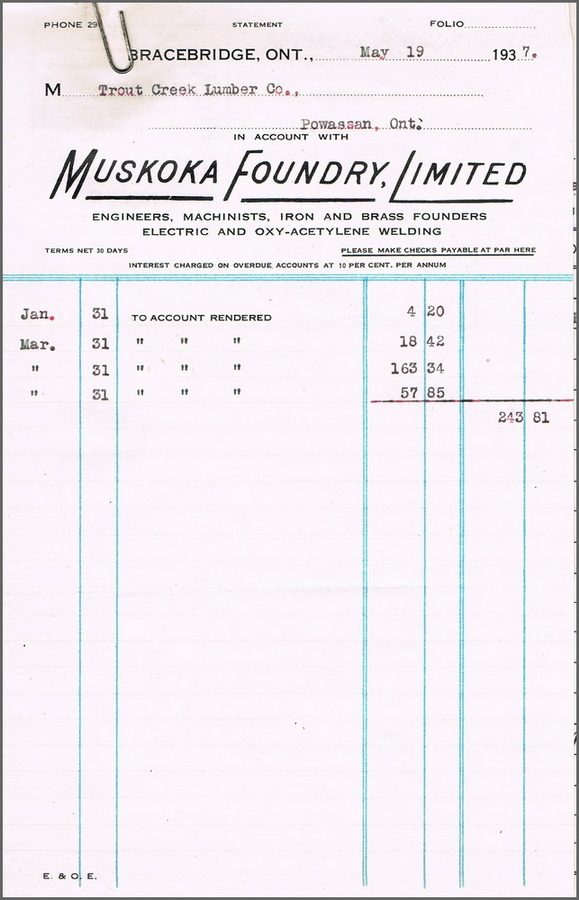 PHONE 29 STATEMENT FOLIO
BRACEBRIDGE, ONT., May 19 1937.
M Trout Creek Lumber Co.,
Powassan, Ont.
IN ACCOUNT WITH
MUSKOKA FOUNDRY, LIMITED
ENGINEERS, MACHINISTS, IRON AND BRASS FOUNDERS
ELECTRIC AND OXY-ACETYLENE WELDING
TERMS NET 30 DAYS PLEASE MAKE CHECKS PAYABLE AT PAR HERE
INTEREST CHARGED ON OVERDUE ACCOUNTS AT 10 PER CENT. PER ANNUM
Jan. 31 TO ACCOUNT RENDERED 4 20
Mar. 31 " " " 18 42
" 31 " " " 163 34
" 31 " " " 57 85
243 81
E. & O. E.